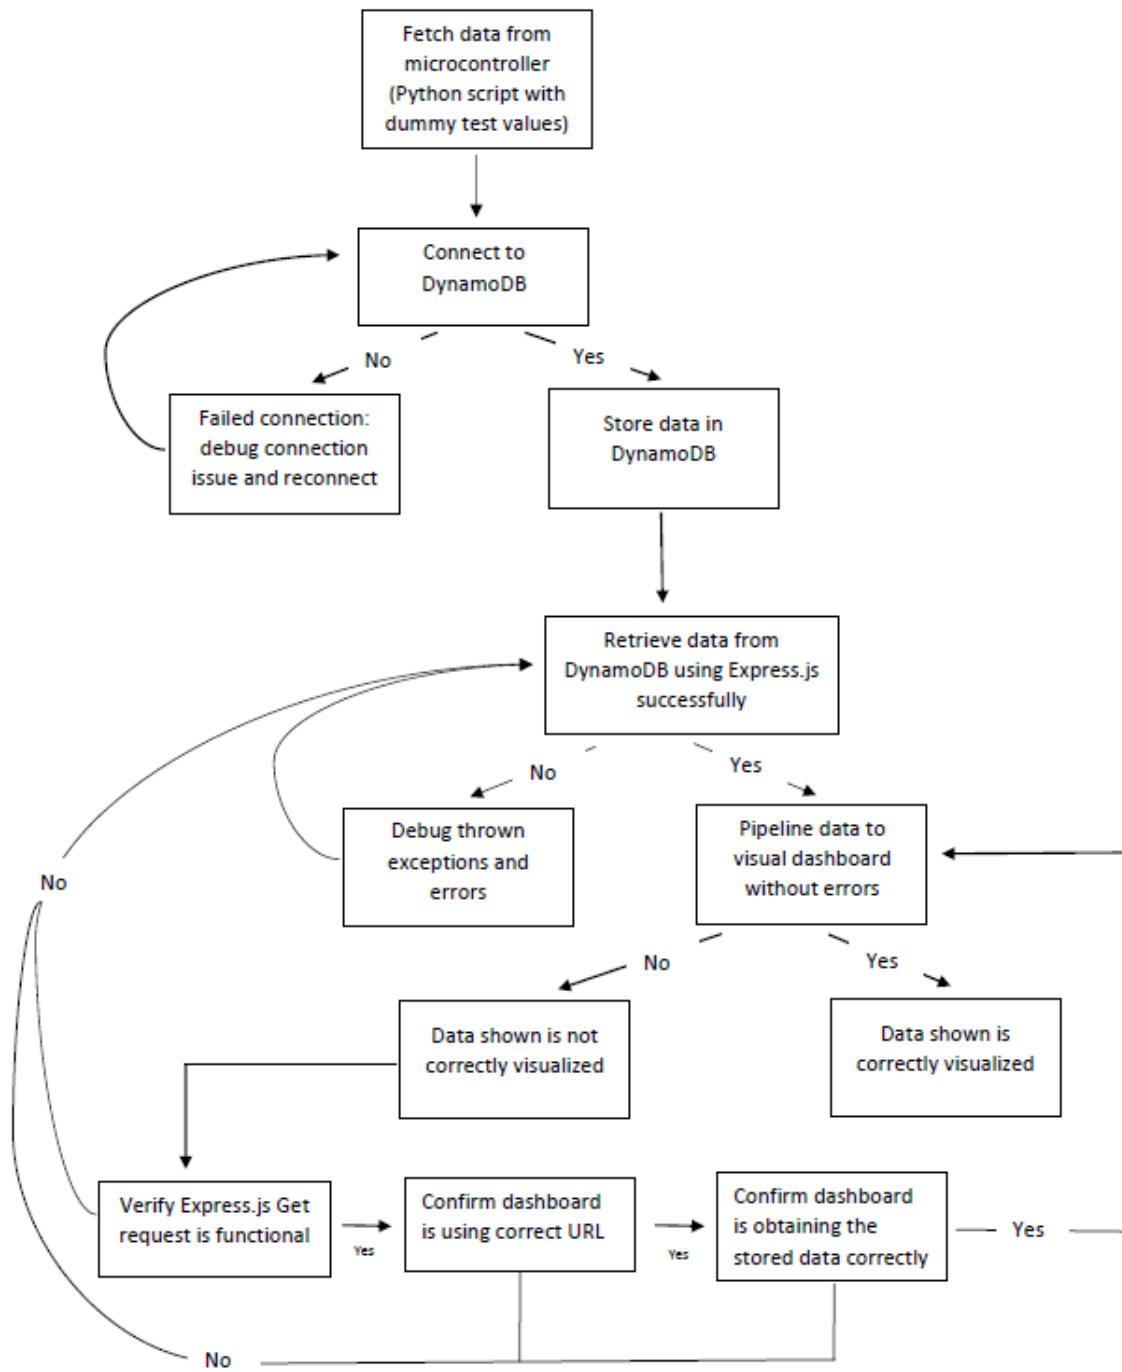 Fetch data from
microcontroller
(Python script with
dummy test values)
Connect to
DynamoDB
No
Yes
Failed connection:
debug connection
issue and reconnect
Store data in
DynamoDB
Retrieve data from
DynamoDB using Express.js
successfully
No
Yes
Debug thrown
exceptions and
errors
Pipeline data to
visual dashboard
without errors
No
No
Yes
Data shown is not
correctly visualized
Data shown is
correctly visualized
Verify Express.js Get
request is functional
Yes
Confirm dashboard
is using correct URL
Yes
Confirm dashboard
is obtaining the
stored data correctly
Yes
No